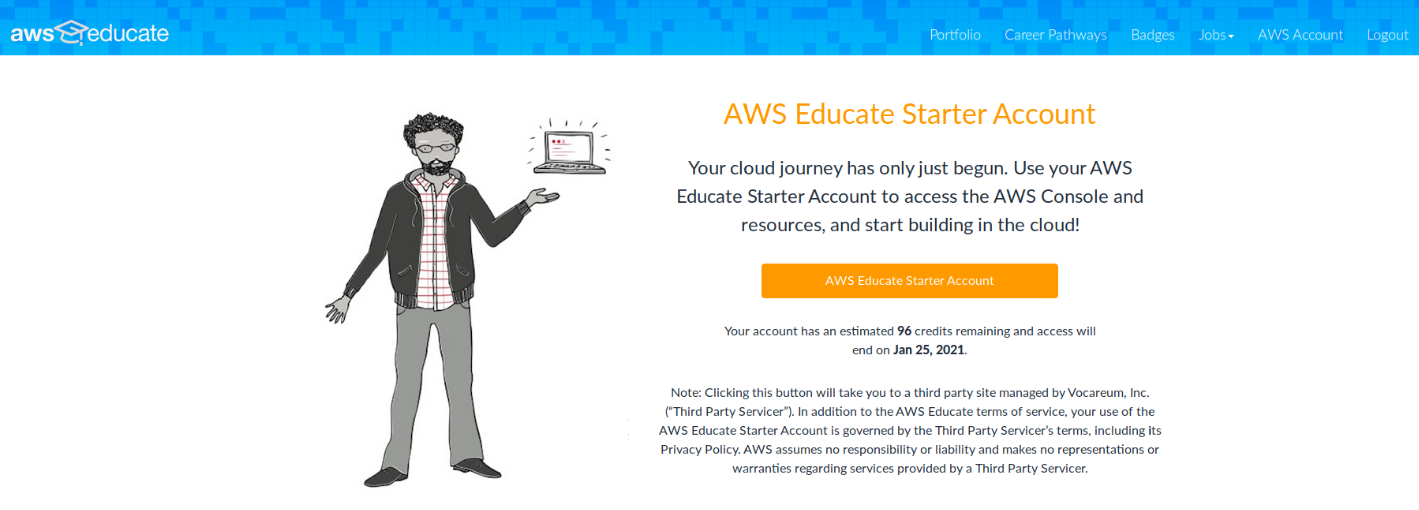 aws educate
Portfolio Career Pathways Badges Jobs AWS Account Logout
AWS Educate Starter Account
Your cloud journey has only just begun. Use your AWS
Educate Starter Account to access the AWS Console and
resources, and start building in the cloud!
AWS Educate Starter Account
Your account has an estimated 96 credits remaining and access will
end on Jan 25, 2021.
Note: Clicking this button will take you to a third party site managed by Vocareum, Inc.
(“Third Party Servicer”). In addition to the AWS Educate terms of service, your use of the
AWS Educate Starter Account is governed by the Third Party Servicer’s terms, including its
Privacy Policy. AWS assumes no responsibility or liability and makes no representations or
warranties regarding services provided by a Third Party Servicer.